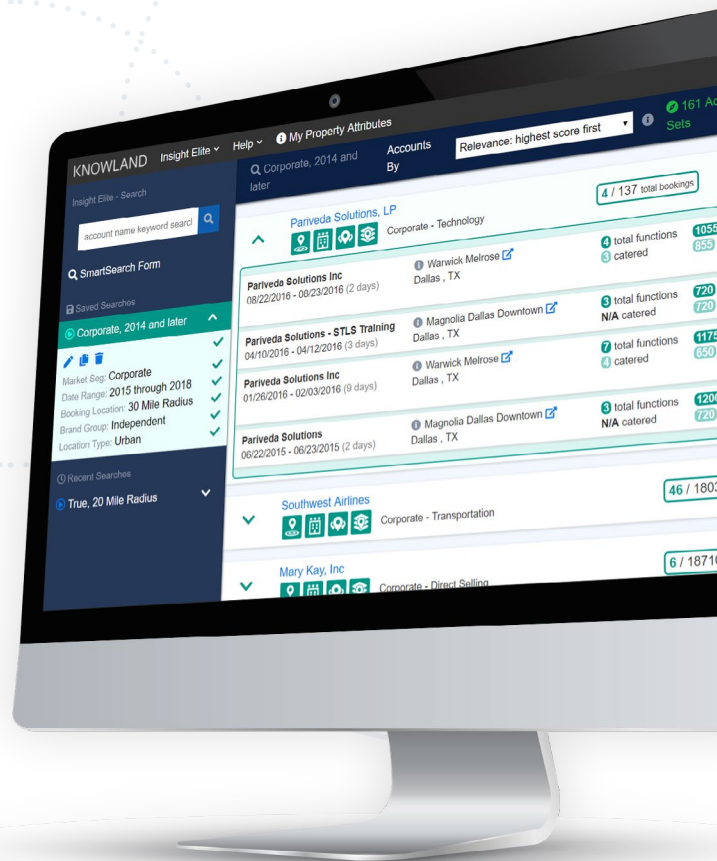 KNOWLAND Insight Elite Help My Property Attributes
Insight Elite - Search
account name keyword searcl
SmartSearch Form
Saved Searches
Corporate, 2014 and later
Market Seg: Corporate
Date Range: 2015 through 2018
Booking Location: 30 Mile Radius
Brand Group: Independent
Location Type: Urban
Recent Searches
True, 20 Mile Radius
Corporate, 2014 and
later
Accounts
By
Relevance: highest score first
161 Ac
Sets
Pariveda Solutions, LP
Corporate - Technology
4 / 137 total bookings
Pariveda Solutions Inc
08/22/2016 - 08/23/2016 (2 days)
Warwick Melrose
Dallas , TX
4 total functions
3 catered
1055
855
Pariveda Solutions - STLS Training
04/10/2016 - 04/12/2016 (3 days)
Magnolia Dallas Downtown
Dallas , TX
3 total functions
N/A catered
720
720
Pariveda Solutions Inc
01/26/2016 - 02/03/2016 (9 days)
Warwick Melrose
Dallas , TX
7 total functions
4 catered
1175
650
Pariveda Solutions
06/22/2015 - 06/23/2015 (2 days)
Magnolia Dallas Downtown
Dallas , TX
3 total functions
N/A catered
1200
720
Southwest Airlines
Corporate - Transportation
46 / 1803
Mary Kay, Inc
Corporate - Direct Selling
6 / 18710